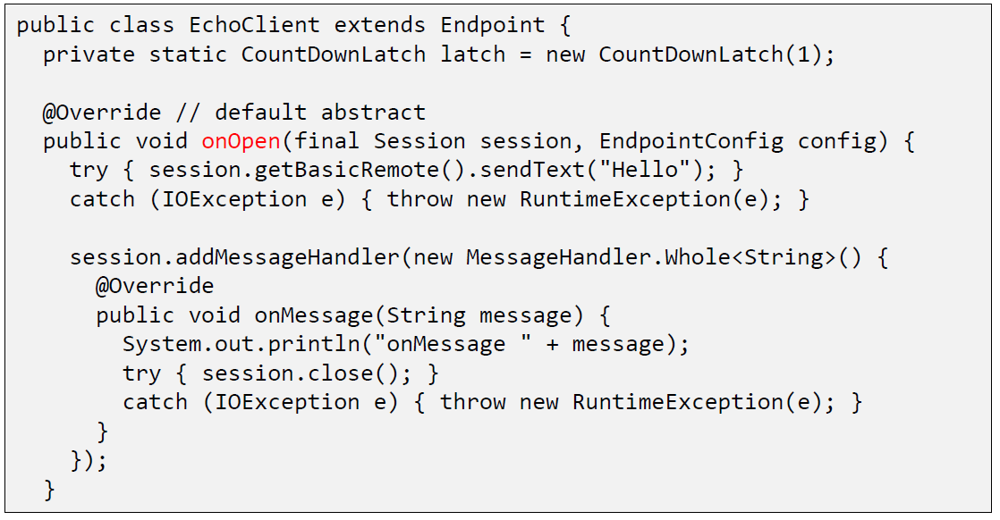 public class EchoClient extends Endpoint {
  private static CountDownLatch latch = new CountDownLatch(1);

  @Override // default abstract
  public void onOpen(final Session session, EndpointConfig config) {
    try { session.getBasicRemote().sendText("Hello"); }
    catch (IOException e) { throw new RuntimeException(e); }

    session.addMessageHandler(new MessageHandler.Whole<String>() {
      @Override
      public void onMessage(String message) {
        System.out.println("onMessage " + message);
        try { session.close(); }
        catch (IOException e) { throw new RuntimeException(e); }
      }
    });
  }